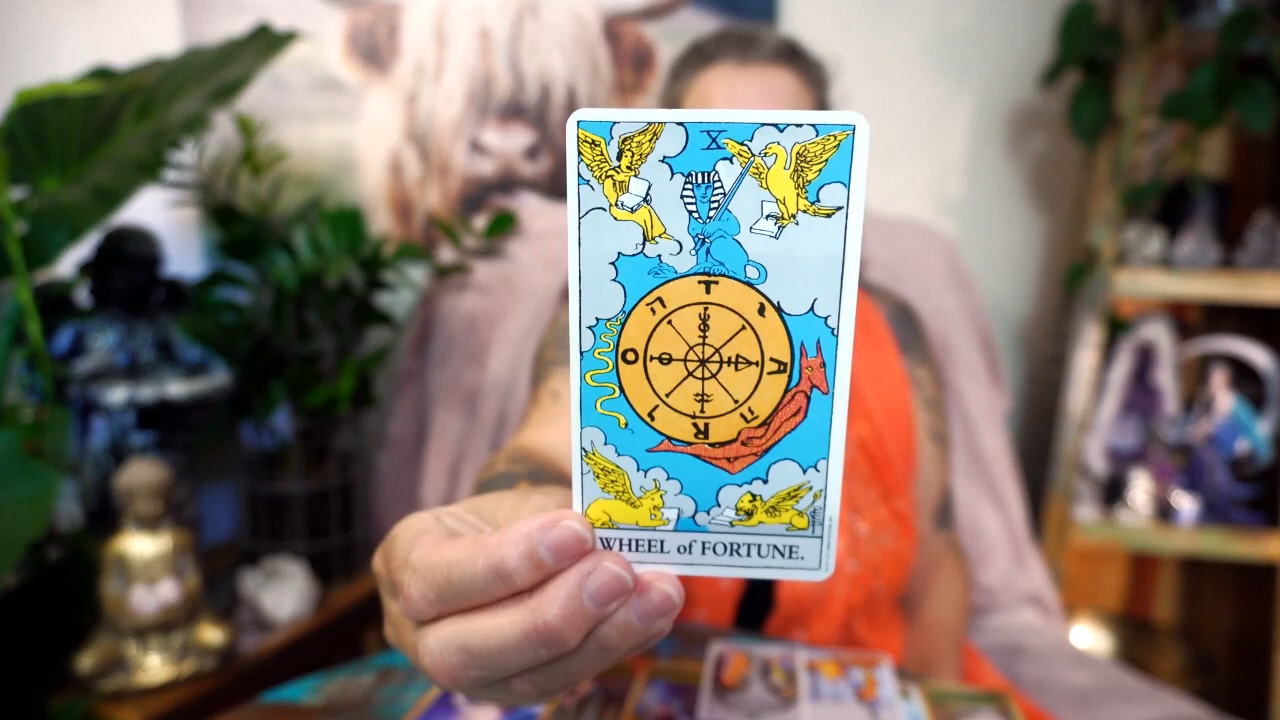 X
T
ה י
O A
ו ה
R
WHEEL of FORTUNE.